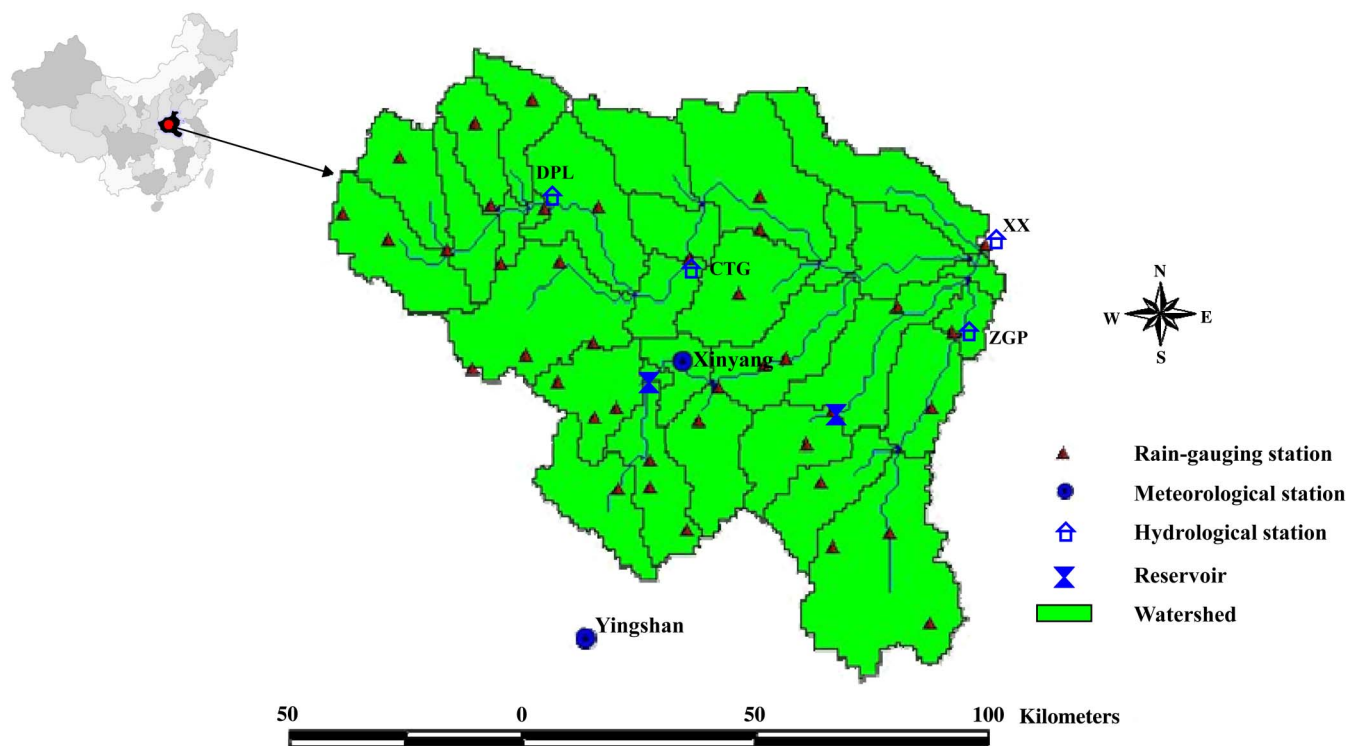 DPL
XX
CTG
N
W E
S
ZGP
Xinyang
Rain-gauging station
Meteorological station
Hydrological station
Reservoir
Watershed
Yingshan
50 0 50 100 Kilometers